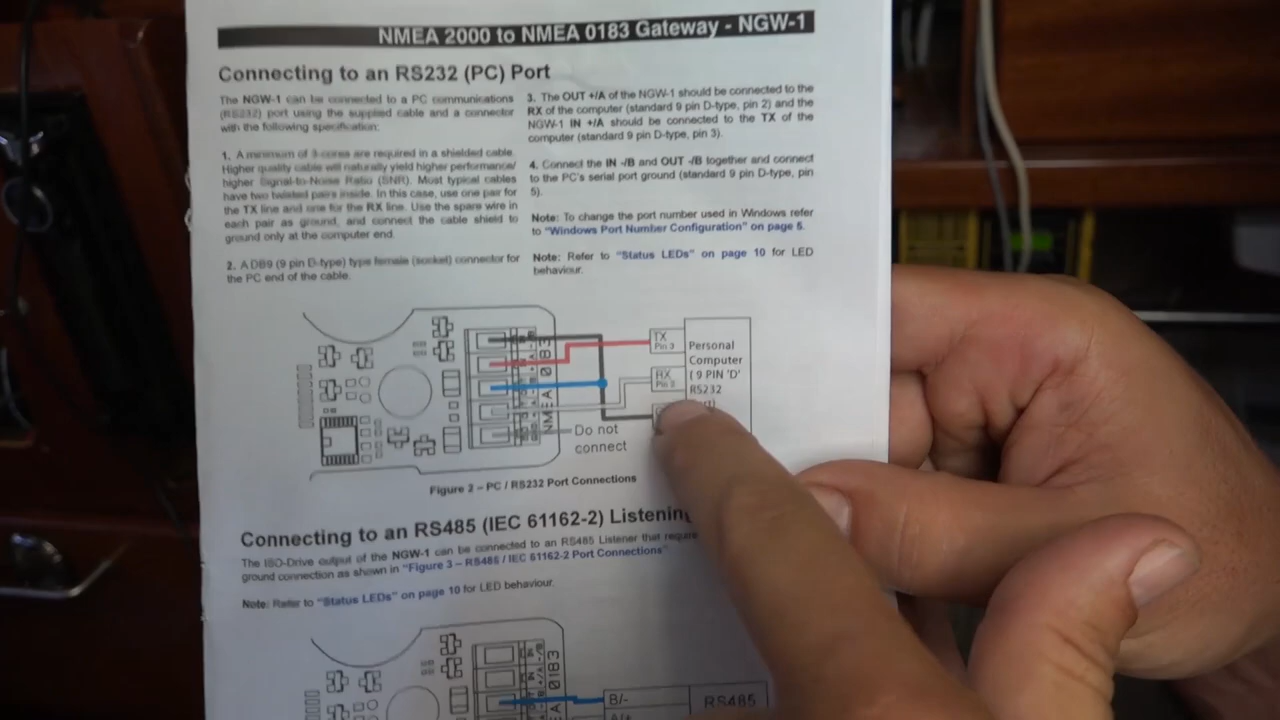 NMEA 2000 to NMEA 0183 Gateway - NGW-1
Connecting to an RS232 (PC) Port
The NGW-1 can be connected to a PC communications
(RS232) port using the supplied cable and a connector
with the following specification:
1. A minimum of 3-cores are required in a shielded cable.
Higher quality cable will naturally yield higher performance/
higher Signal-to-Noise Ratio (SNR). Most typical cables
have two twisted pairs inside. In this case, use one pair for
the TX line and one for the RX line. Use the spare wire in
each pair as ground, and connect the cable shield to
ground only at the computer end.
2. A DB9 (9 pin D-type) type female (socket) connector for
the PC end of the cable.
3. The OUT +/A of the NGW-1 should be connected to the
RX of the computer (standard 9 pin D-type, pin 2) and the
NGW-1 IN +/A should be connected to the TX of the
computer (standard 9 pin D-type, pin 3).
4. Connect the IN -/B and OUT -/B together and connect
to the PC's serial port ground (standard 9 pin D-type, pin
5).
Note: To change the port number used in Windows refer
to "Windows Port Number Configuration" on page 5.
Note: Refer to "Status LEDs" on page 10 for LED
behaviour.
NMEA 0183
TX
Pin 3
RX
Pin 2
Personal
Computer
( 9 PIN 'D'
RS232
Do not
connect
Figure 2 – PC / RS232 Port Connections
Connecting to an RS485 (IEC 61162-2) Listening
The ISO-Drive output of the NGW-1 can be connected to an RS485 Listener that require
ground connection as shown in "Figure 3 – RS485 / IEC 61162-2 Port Connections"
Note: Refer to "Status LEDs" on page 10 for LED behaviour.
0183
B/-
RS485